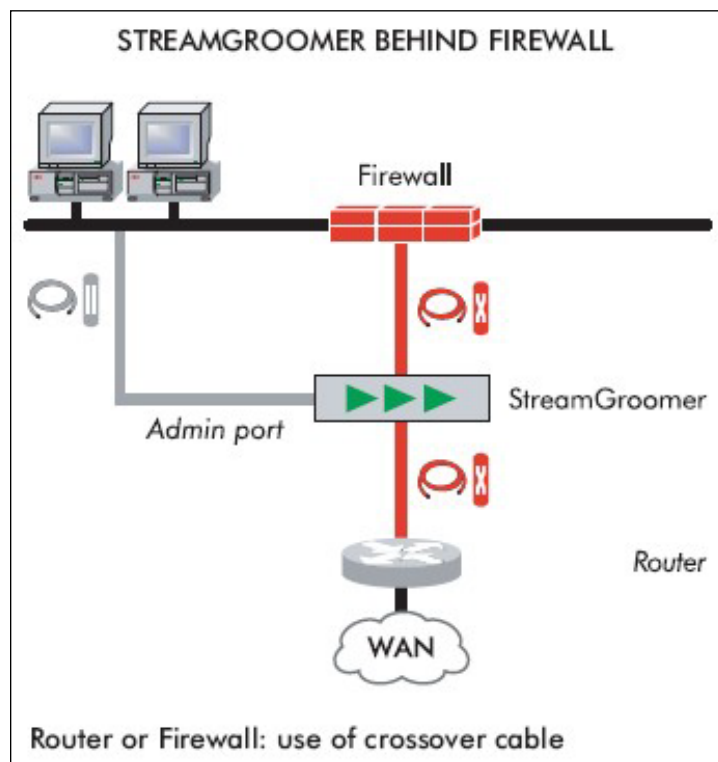 STREAMGROOMER BEHIND FIREWALL
Firewall
StreamGroomer
Admin port
Router
WAN
Router or Firewall: use of crossover cable